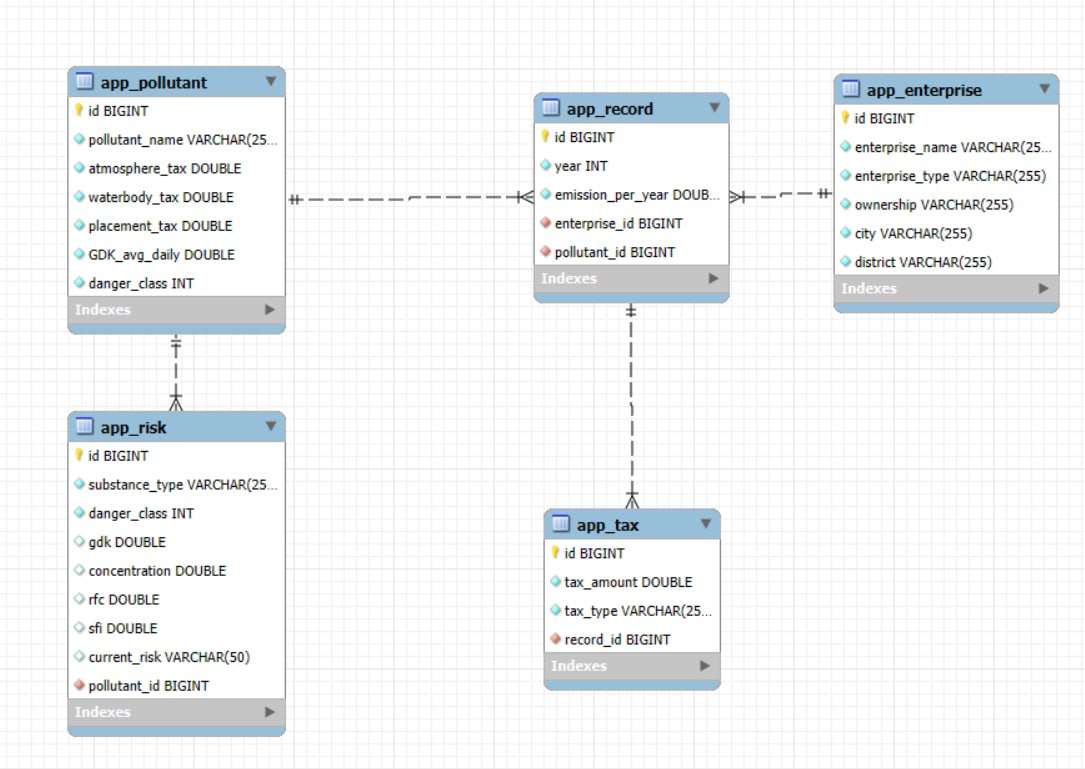 app_pollutant
id BIGINT
pollutant_name VARCHAR(25...
atmosphere_tax DOUBLE
waterbody_tax DOUBLE
placement_tax DOUBLE
GDK_avg_daily DOUBLE
danger_class INT
Indexes
app_record
id BIGINT
year INT
emission_per_year DOUB...
enterprise_id BIGINT
pollutant_id BIGINT
Indexes
app_enterprise
id BIGINT
enterprise_name VARCHAR(25...
enterprise_type VARCHAR(255)
ownership VARCHAR(255)
city VARCHAR(255)
district VARCHAR(255)
Indexes
app_risk
id BIGINT
substance_type VARCHAR(25...
danger_class INT
gdk DOUBLE
concentration DOUBLE
rfc DOUBLE
sfi DOUBLE
current_risk VARCHAR(50)
pollutant_id BIGINT
Indexes
app_tax
id BIGINT
tax_amount DOUBLE
tax_type VARCHAR(25...
record_id BIGINT
Indexes